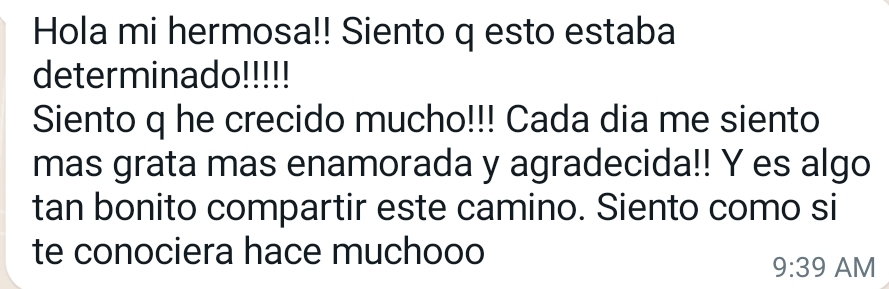 Hola mi hermosa!! Siento q esto estaba
determinado!!!!!
Siento q he crecido mucho!!! Cada dia me siento
mas grata mas enamorada y agradecida!! Y es algo
tan bonito compartir este camino. Siento como si
te conociera hace muchooo
9:39 AM